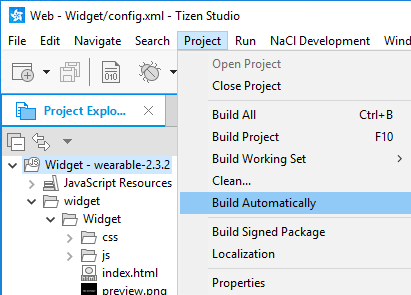 Web - Widget/config.xml - Tizen Studio
File Edit Navigate Search Project Run NaCl Development Wind
Open Project
Close Project
Build All Ctrl+B
Build Project F10
Build Working Set
Clean...
Build Automatically
Build Signed Package
Localization
Properties
010
Project Explo...
Widget - wearable-2.3.2
JavaScript Resources
widget
Widget
css
js
index.html
preview.png